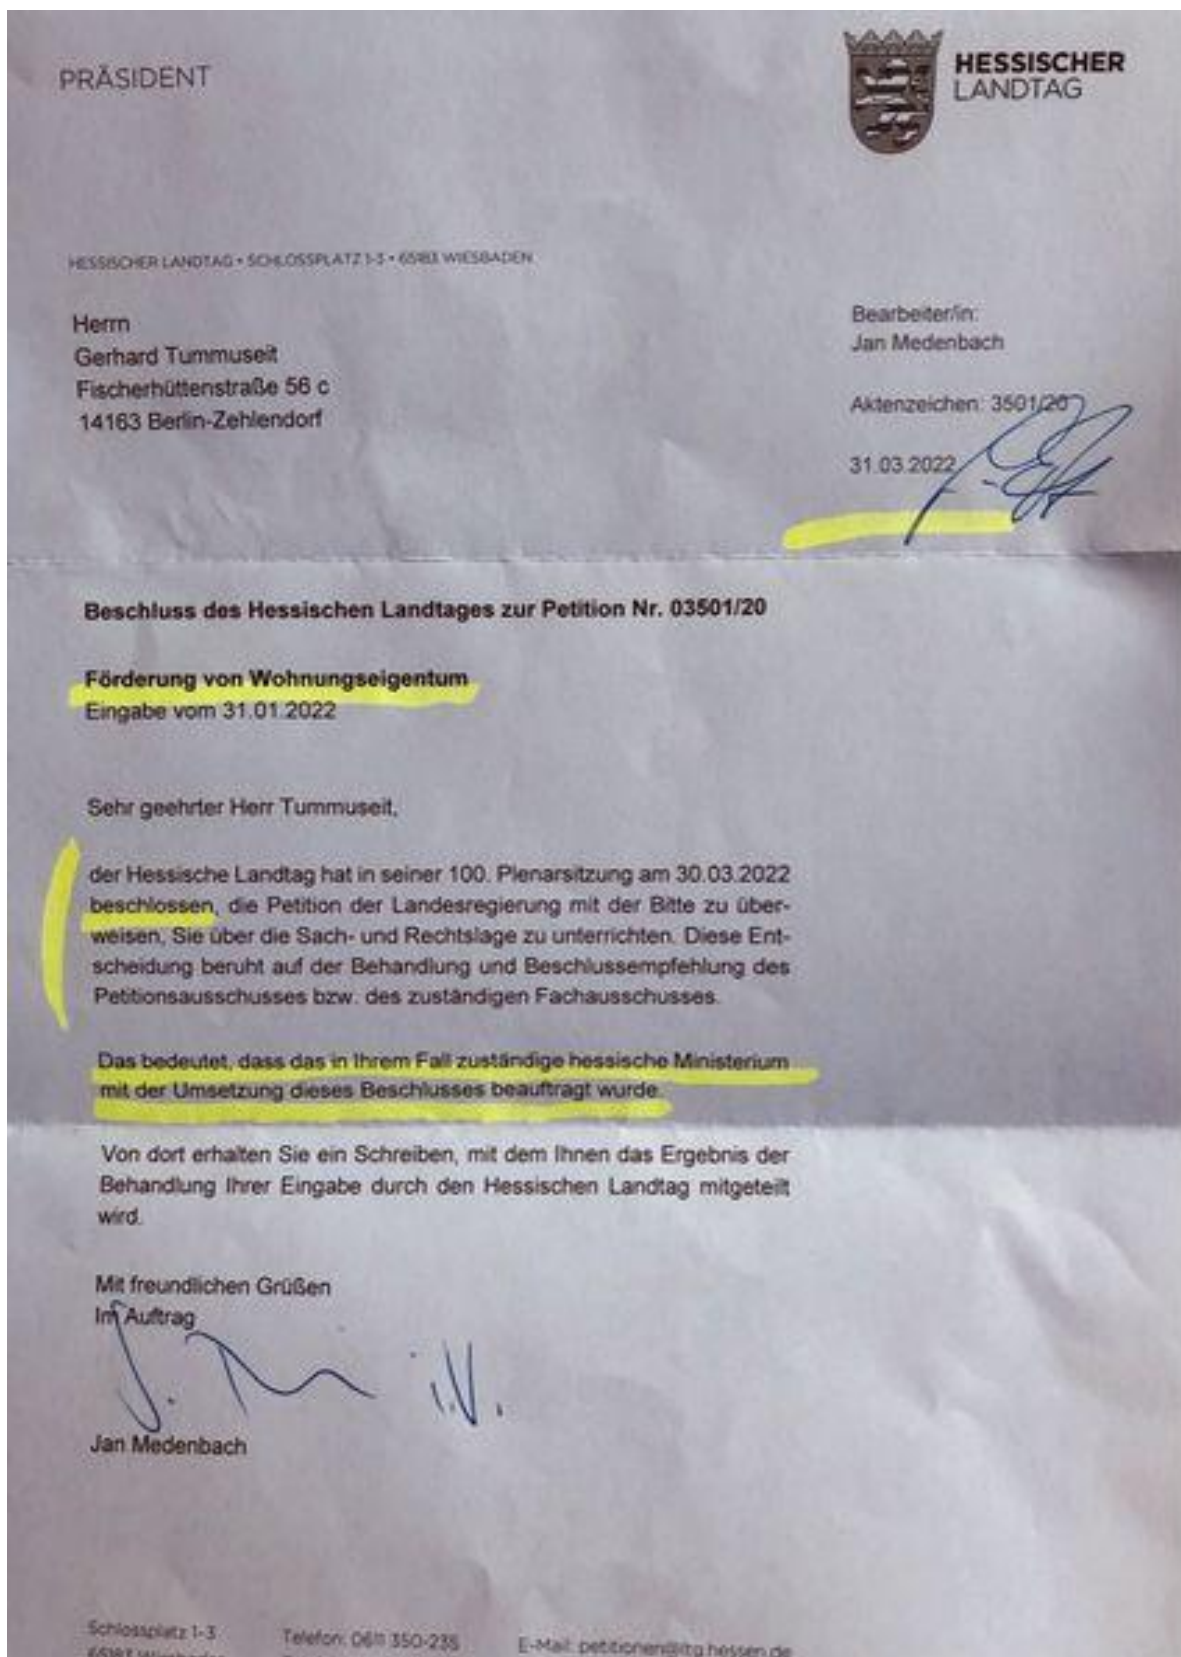 PRÄSIDENT
HESSISCHER
LANDTAG
HESSISCHER LANDTAG • SCHLOSSPLATZ 1-3 • 65183 WIESBADEN
Herrn
Gerhard Tummuseit
Fischerhüttenstraße 56 c
14163 Berlin-Zehlendorf
Bearbeiter/in:
Jan Medenbach
Aktenzeichen: 3501/20
31.03.2022
Beschluss des Hessischen Landtages zur Petition Nr. 03501/20
Förderung von Wohnungseigentum
Eingabe vom 31.01.2022
Sehr geehrter Herr Tummuseit,
der Hessische Landtag hat in seiner 100. Plenarsitzung am 30.03.2022
beschlossen, die Petition der Landesregierung mit der Bitte zu über-
weisen, Sie über die Sach- und Rechtslage zu unterrichten. Diese Ent-
scheidung beruht auf der Behandlung und Beschlussempfehlung des
Petitionsausschusses bzw. des zuständigen Fachausschusses.
Das bedeutet, dass das in Ihrem Fall zuständige hessische Ministerium
mit der Umsetzung dieses Beschlusses beauftragt wurde.
Von dort erhalten Sie ein Schreiben, mit dem Ihnen das Ergebnis der
Behandlung Ihrer Eingabe durch den Hessischen Landtag mitgeteilt
wird.
Mit freundlichen Grüßen
Im Auftrag
i.V.
Jan Medenbach
Schlossplatz 1-3
Telefon: 0611 350-235
E-Mail: petitionen@ltg.hessen.de
65183 Wiesbaden